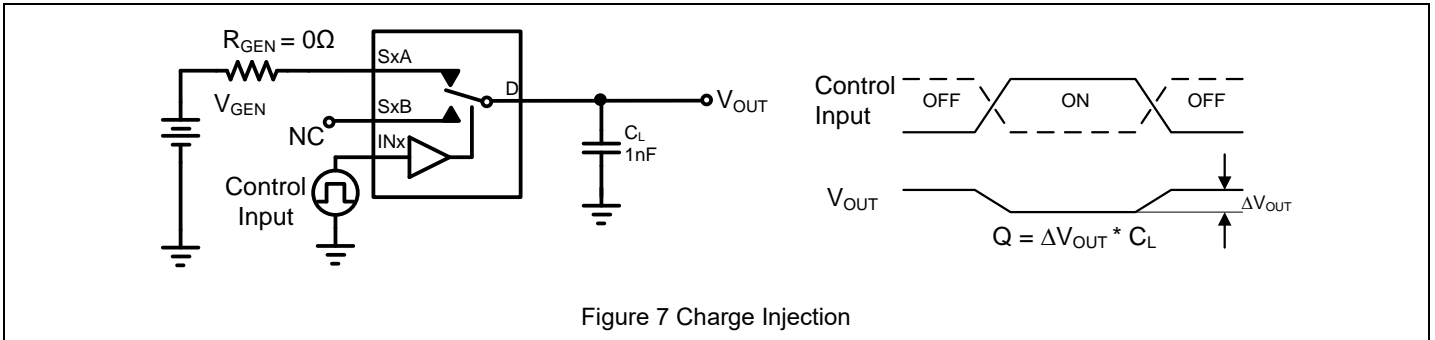 R_GEN = 0Ω
V_GEN
SxA
SxB
NC
INx
D
Control
Input
V_OUT
C_L
1nF
Control
Input
OFF
ON
OFF
V_OUT
ΔV_OUT
Q = ΔV_OUT * C_L
Figure 7 Charge Injection